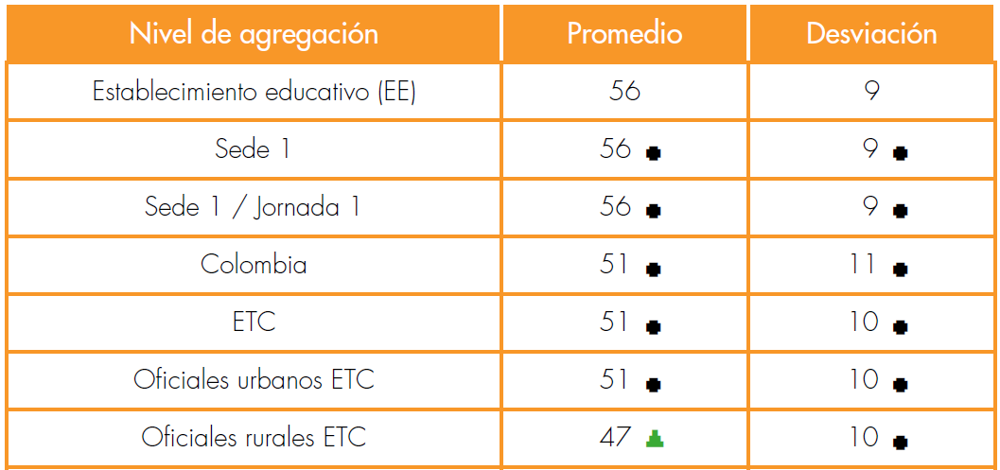 Nivel de agregación Promedio Desviación
Establecimiento educativo (EE) 56 9
Sede 1 56 9
Sede 1 / Jornada 1 56 9
Colombia 51 11
ETC 51 10
Oficiales urbanos ETC 51 10
Oficiales rurales ETC 47 10